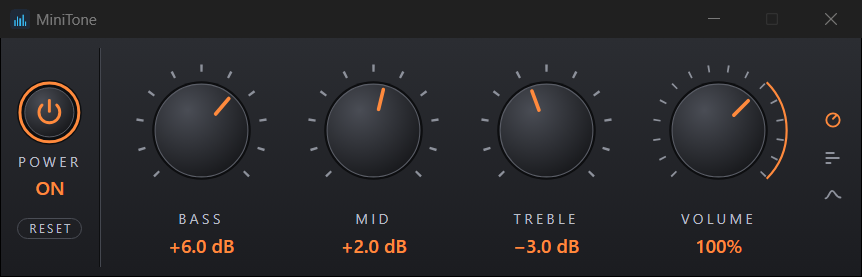 MiniTone
POWER
ON
RESET
BASS
+6.0 dB
MID
+2.0 dB
TREBLE
−3.0 dB
VOLUME
100%